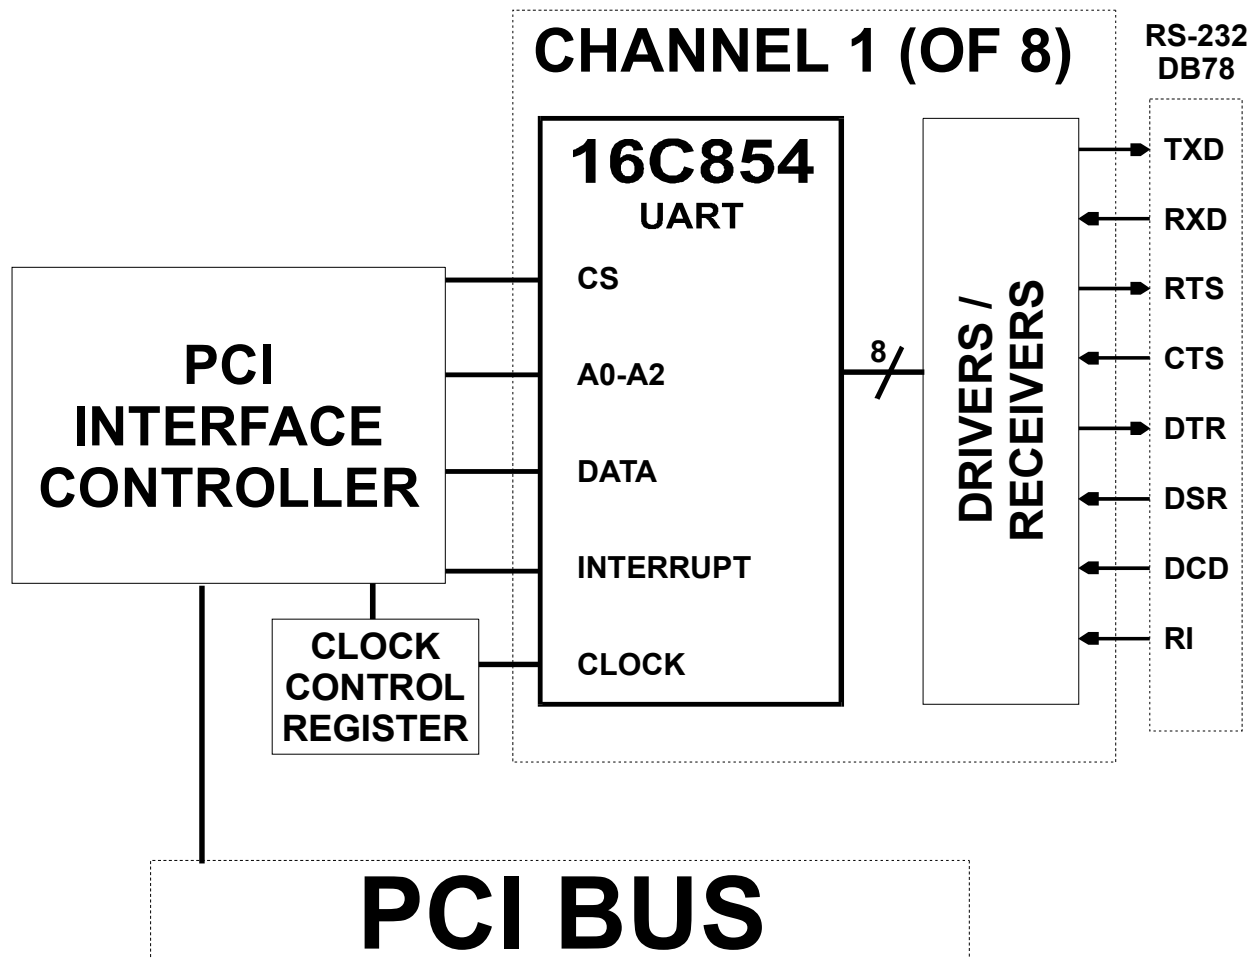 CHANNEL 1 (OF 8)
RS-232
DB78
16C854
UART
CS
A0-A2
DATA
INTERRUPT
CLOCK
PCI
INTERFACE
CONTROLLER
CLOCK
CONTROL
REGISTER
8
DRIVERS /
RECEIVERS
TXD
RXD
RTS
CTS
DTR
DSR
DCD
RI
PCI BUS